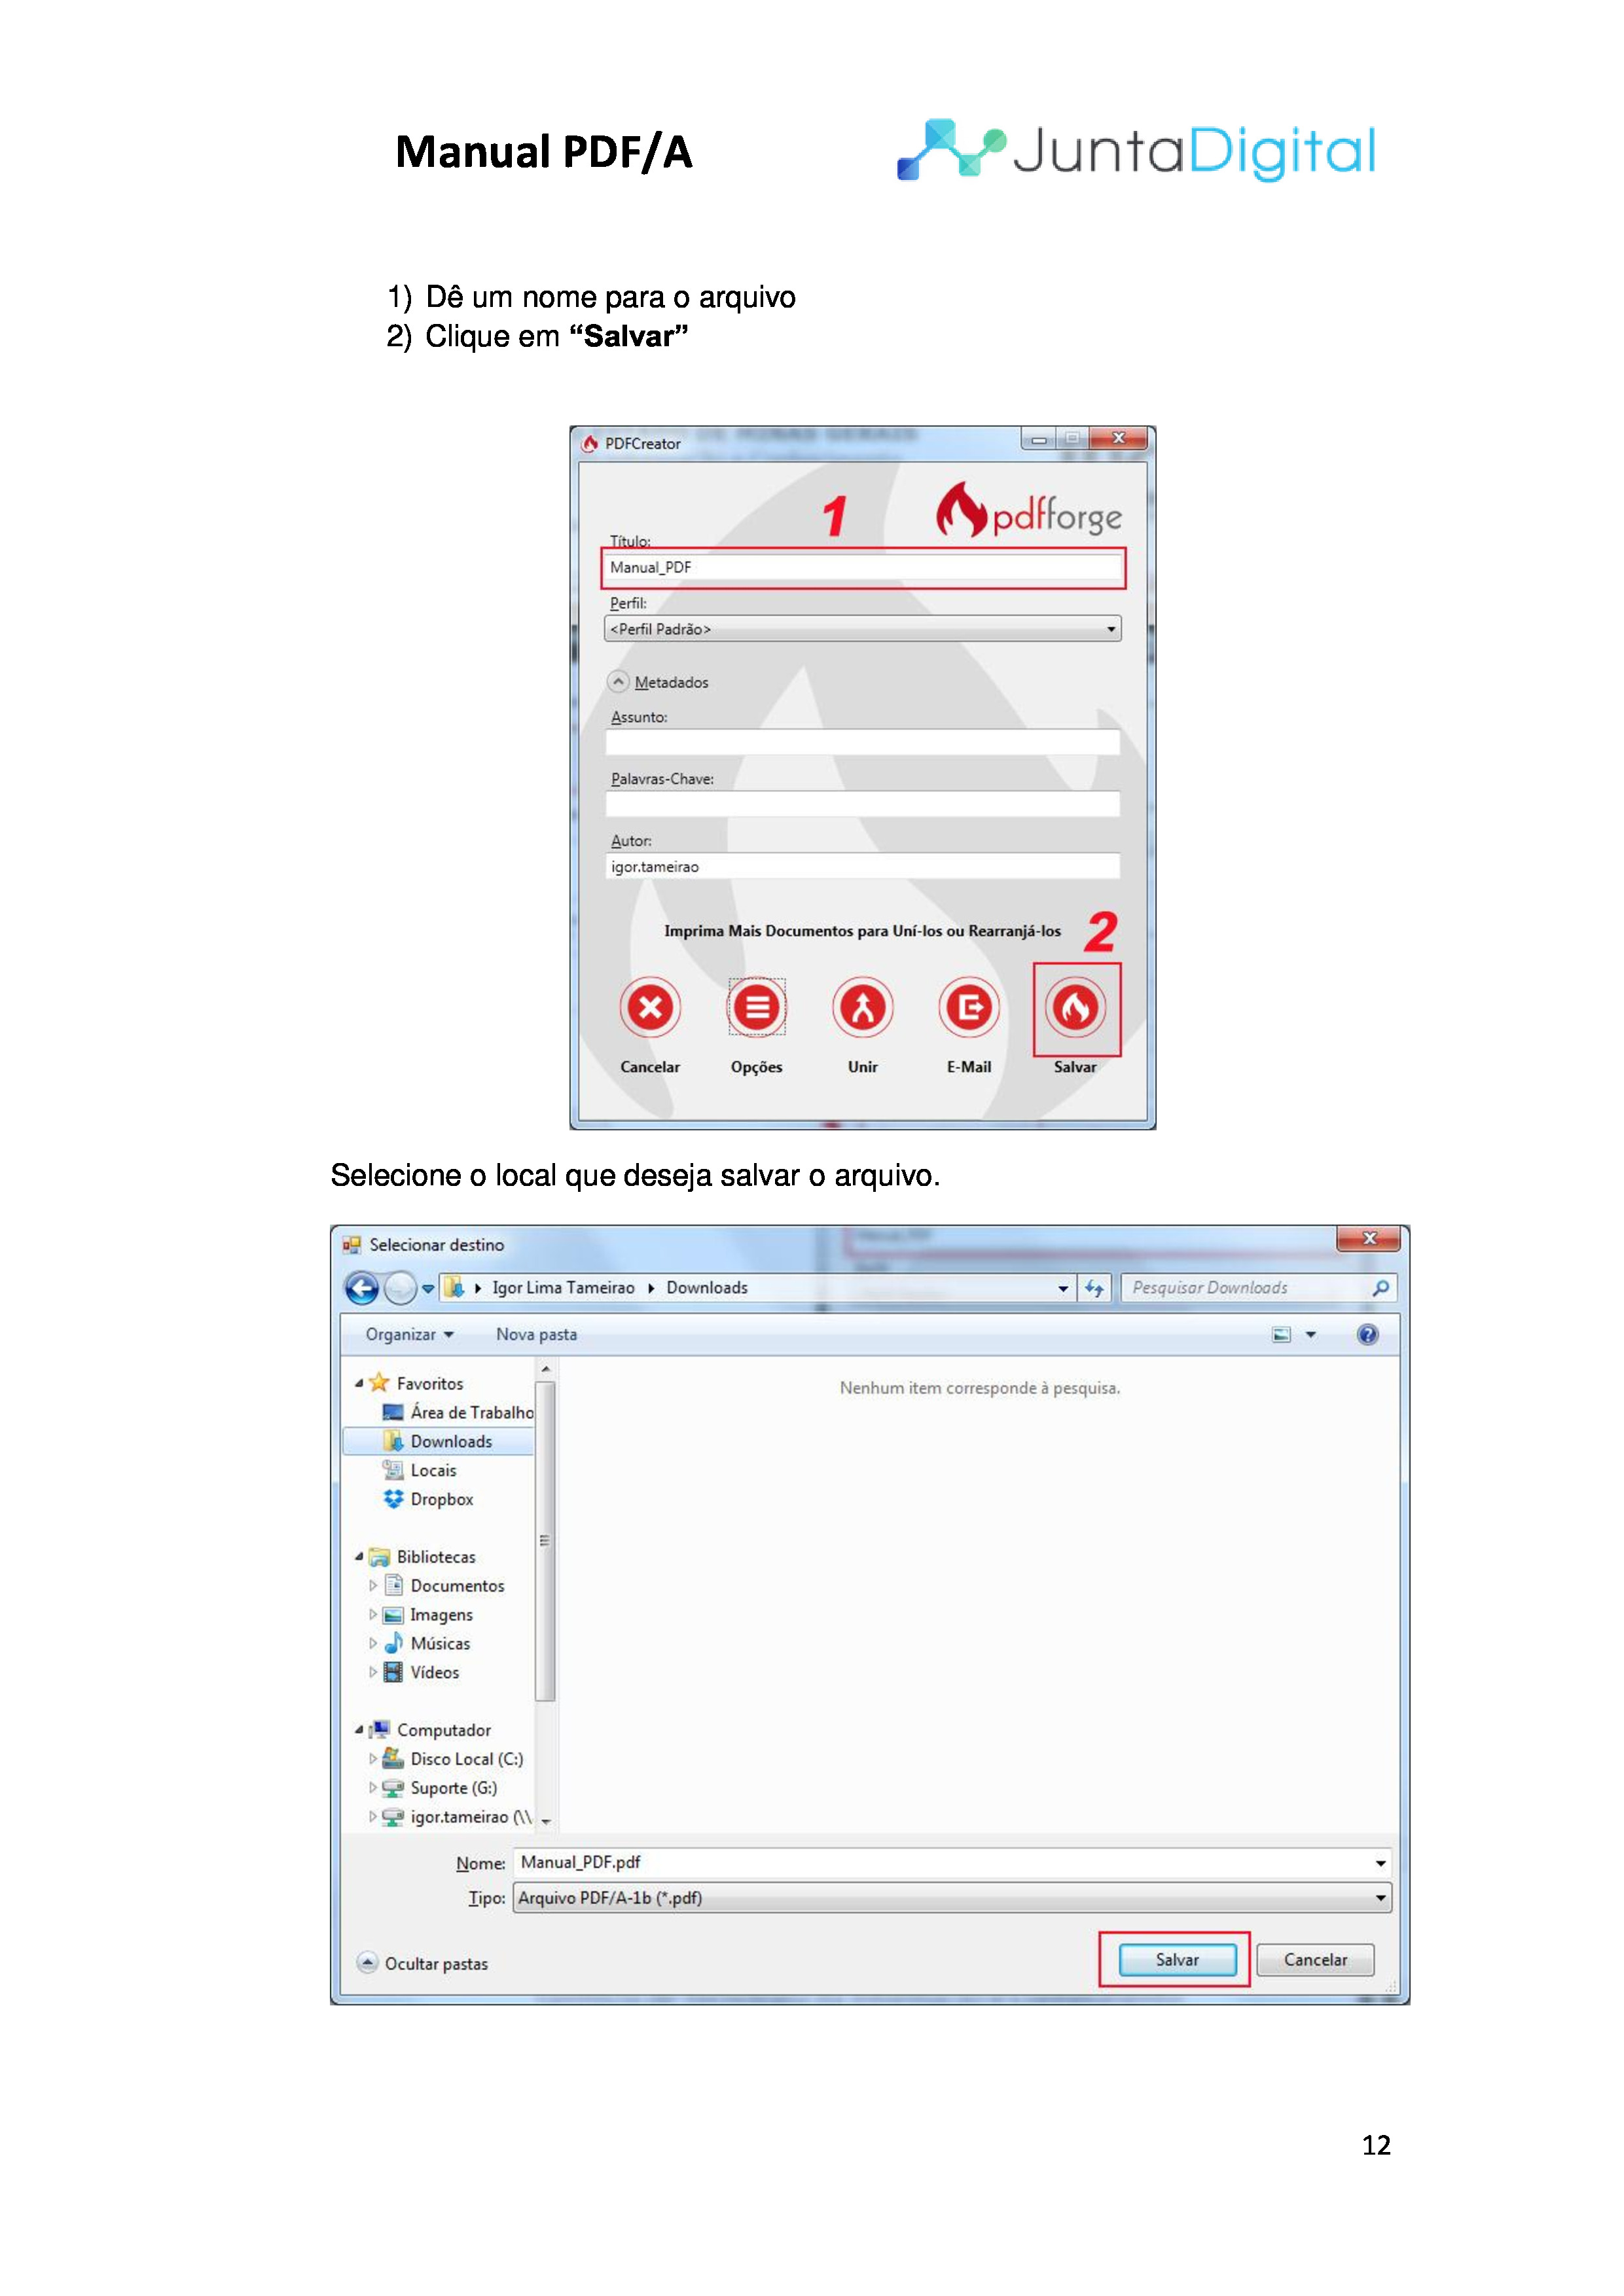 Manual PDF/A
JuntaDigital
1) Dê um nome para o arquivo
2) Clique em “Salvar”
PDFCreator
1
pdfforge
Título:
Manual_PDF
Perfil:
<Perfil Padrão>
Metadados
Assunto:
Palavras-Chave:
Autor:
igor.tameirao
Imprima Mais Documentos para Uní-los ou Rearranjá-los
2
Cancelar Opções Unir E-Mail Salvar
Selecione o local que deseja salvar o arquivo.
Selecionar destino
Igor Lima Tameirao Downloads Pesquisar Downloads
Organizar Nova pasta
Favoritos
Nenhum item corresponde à pesquisa.
Área de Trabalho
Downloads
Locais
Dropbox
Bibliotecas
Documentos
Imagens
Músicas
Vídeos
Computador
Disco Local (C:)
Suporte (G:)
igor.tameirao (\\
Nome: Manual_PDF.pdf
Tipo: Arquivo PDF/A-1b (*.pdf)
Ocultar pastas Salvar Cancelar
12